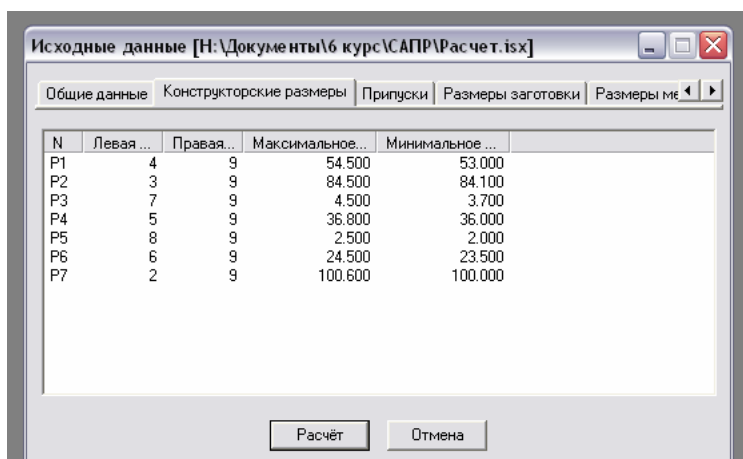 Исходные данные [H:\Документы\6 курс\САПР\Расчет.isx]
Общие данные Конструкторские размеры Припуски Размеры заготовки Размеры ме
N Левая ... Правая... Максимальное... Минимальное ...
P1 4 9 54.500 53.000
P2 3 9 84.500 84.100
P3 7 9 4.500 3.700
P4 5 9 36.800 36.000
P5 8 9 2.500 2.000
P6 6 9 24.500 23.500
P7 2 9 100.600 100.000
Расчёт Отмена